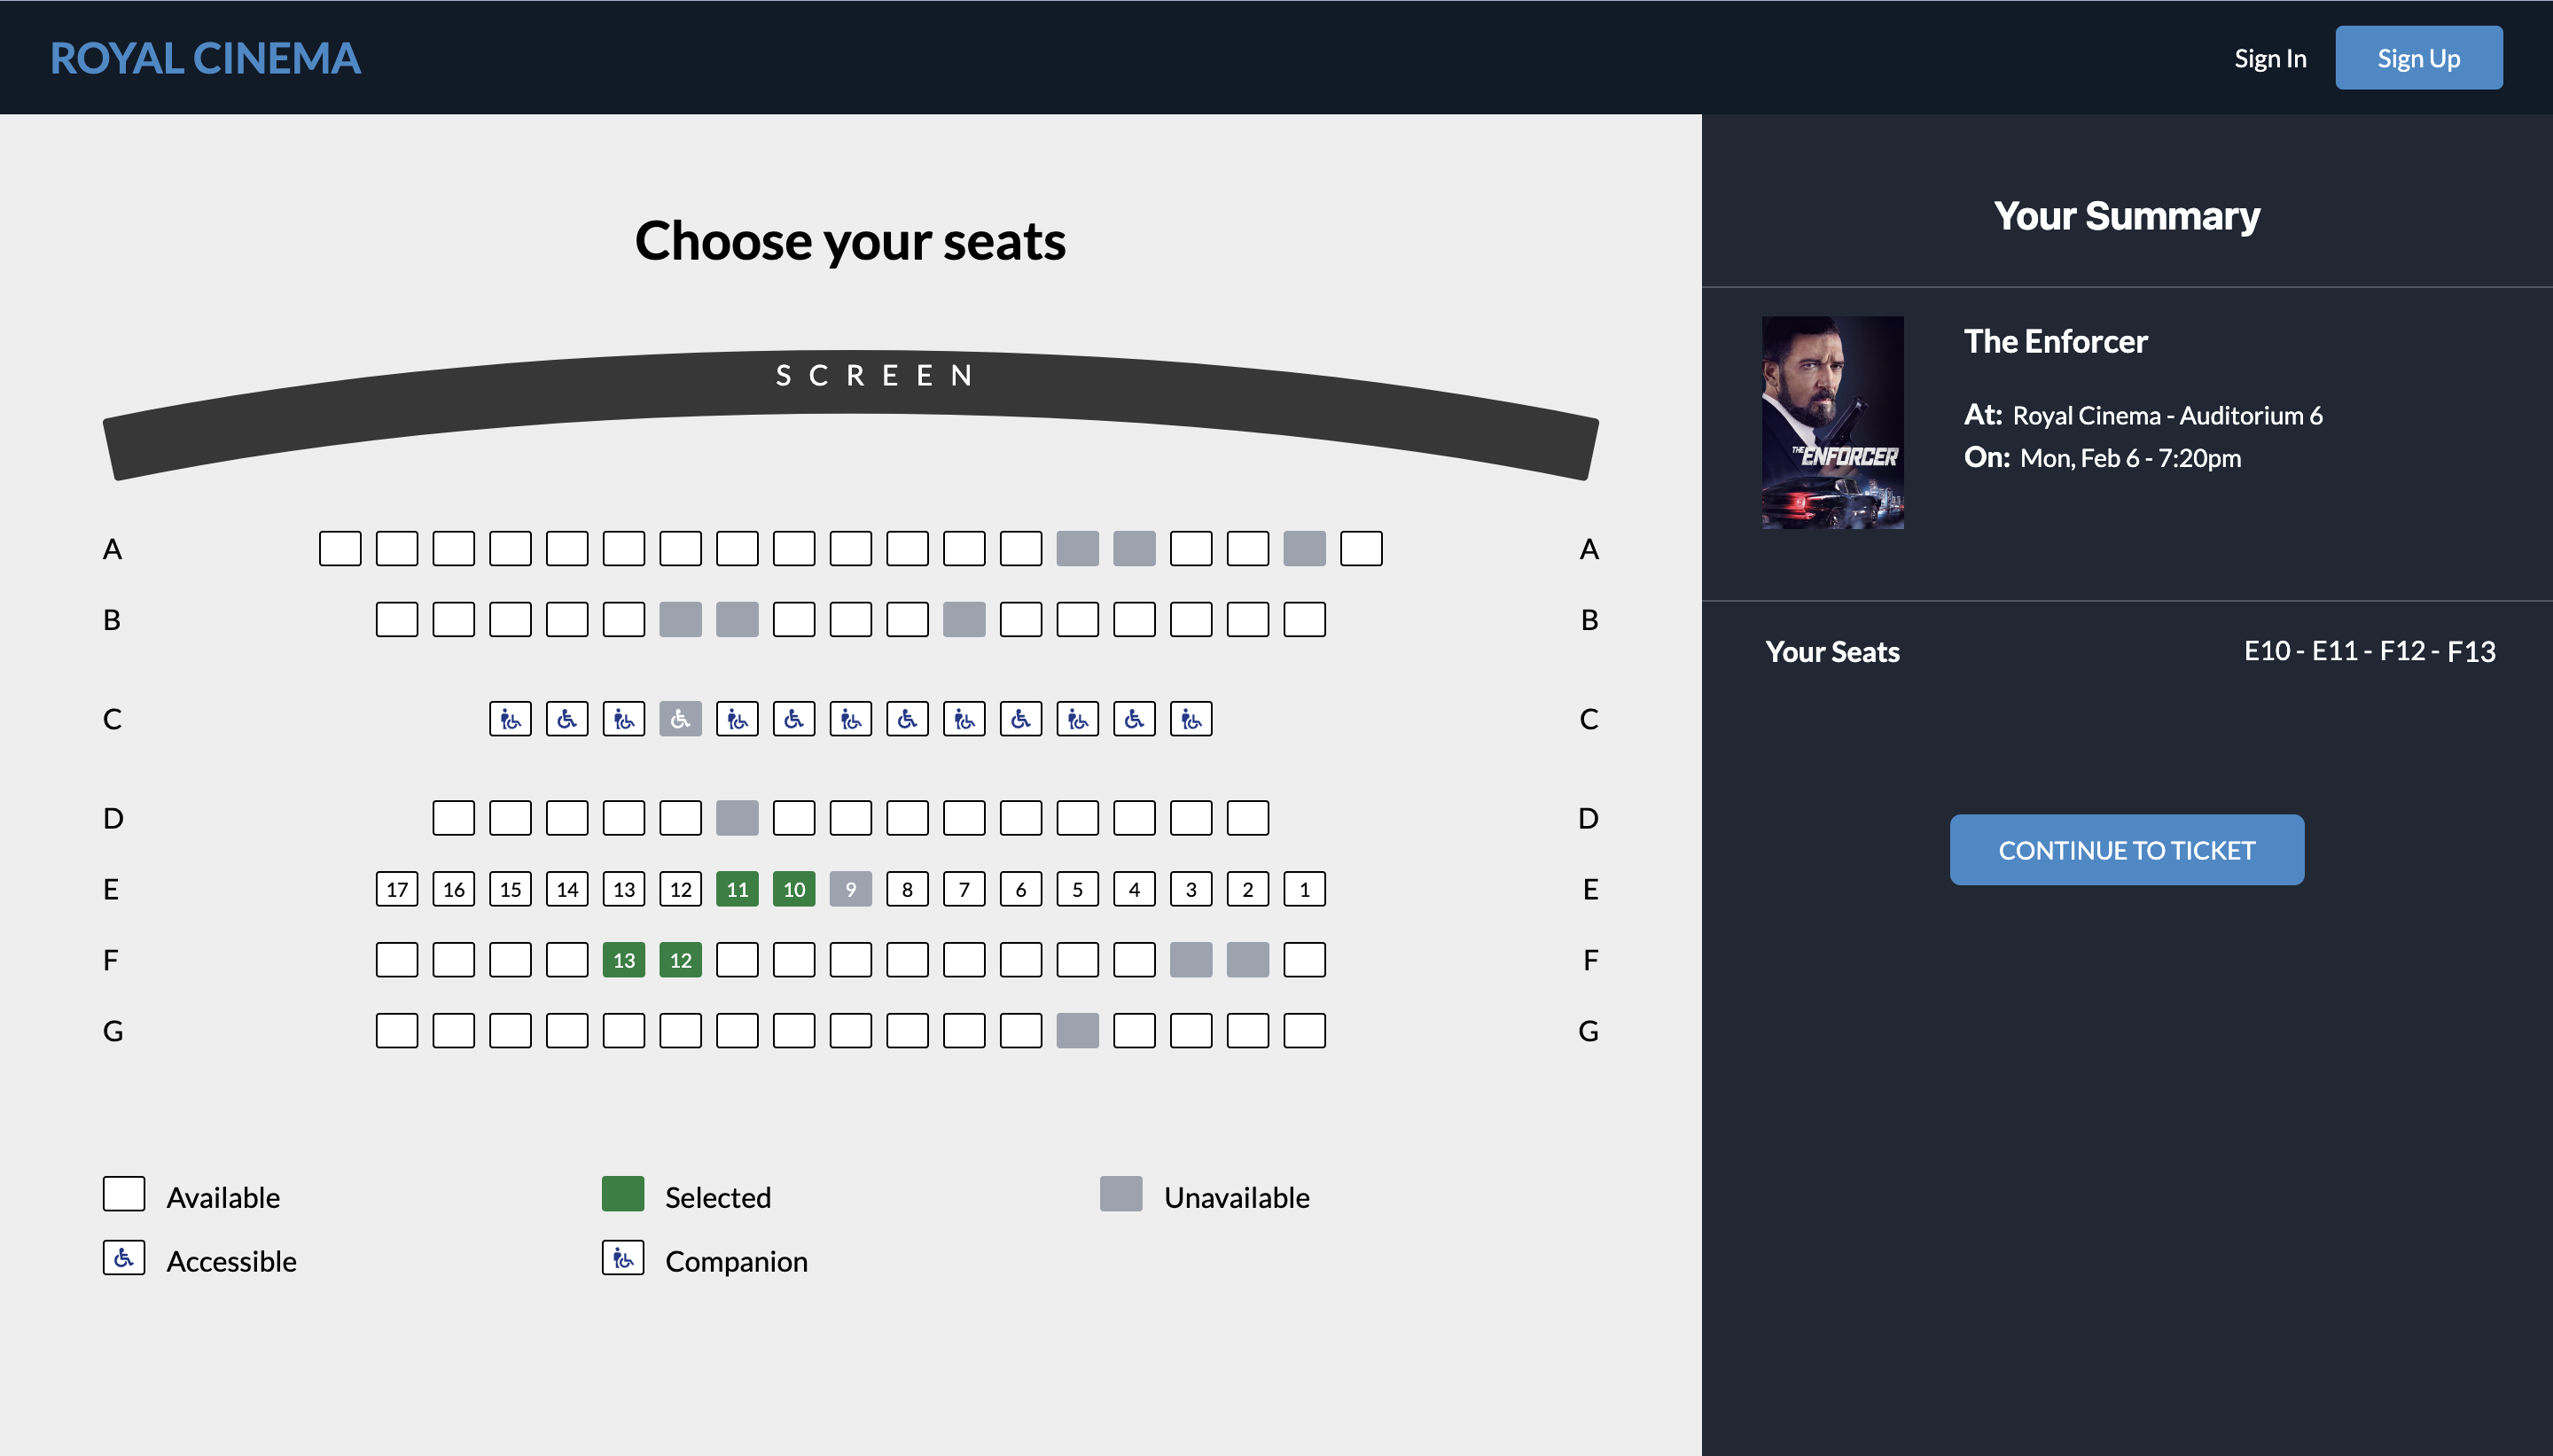 ROYAL CINEMA
Sign In
Sign Up
Choose your seats
SCREEN
A A
B B
C C
D D
E 17 16 15 14 13 12 11 10 9 8 7 6 5 4 3 2 1 E
F 13 12 F
G G
Available
Selected
Unavailable
Accessible
Companion
Your Summary
THE ENFORCER
The Enforcer
At: Royal Cinema - Auditorium 6
On: Mon, Feb 6 - 7:20pm
Your Seats E10 - E11 - F12 - F13
CONTINUE TO TICKET